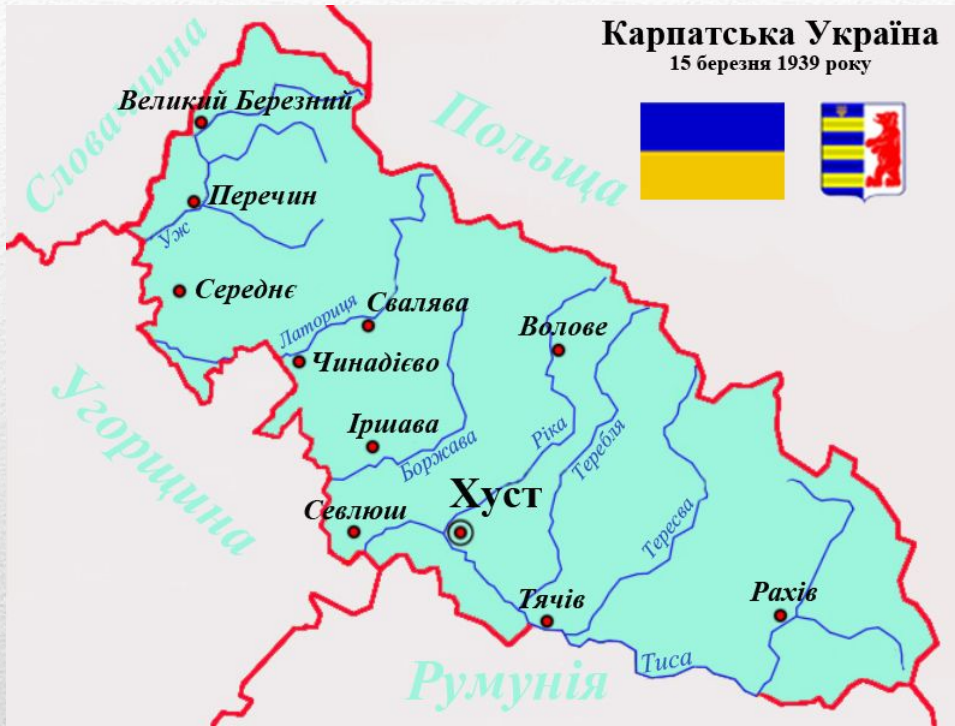 Карпатська Україна
15 березня 1939 року
Словаччина
Великий Березний
Польща
Перечин
Уж
Середнє
Латориця
Свалява
Волове
Чинадієво
Угорщина
Іршава
Боржава
Ріка
Теребля
Хуст
Севлюш
Тересва
Тячів
Рахів
Тиса
Румунія